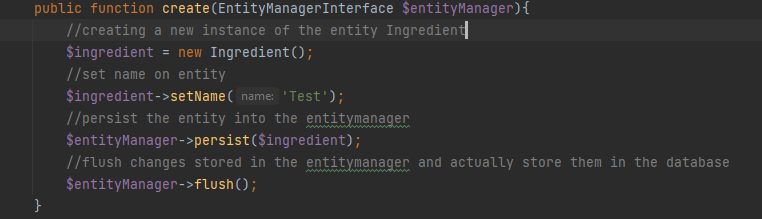 public function create(EntityManagerInterface $entityManager){
//creating a new instance of the entity Ingredient
$ingredient = new Ingredient();
//set name on entity
$ingredient->setName( name: 'Test');
//persist the entity into the entitymanager
$entityManager->persist($ingredient);
//flush changes stored in the entitymanager and actually store them in the database
$entityManager->flush();
}